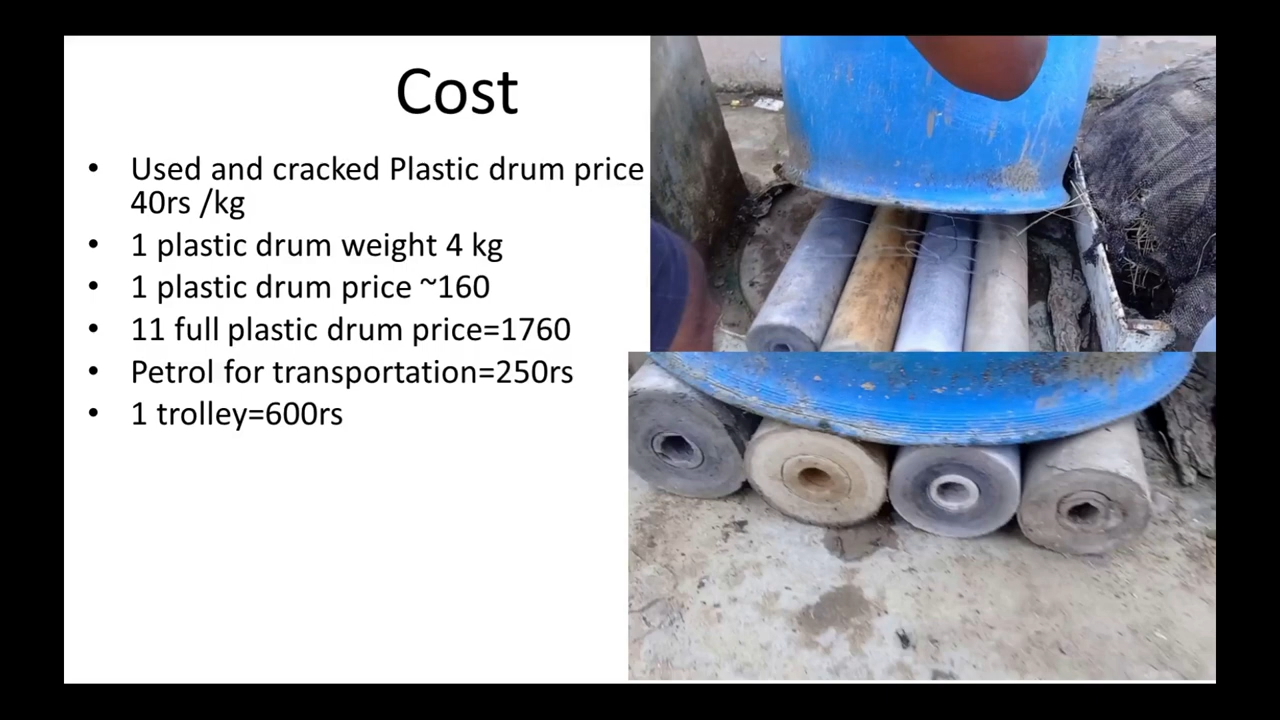 Cost
• Used and cracked Plastic drum price
40rs /kg
• 1 plastic drum weight 4 kg
• 1 plastic drum price ~160
• 11 full plastic drum price=1760
• Petrol for transportation=250rs
• 1 trolley=600rs